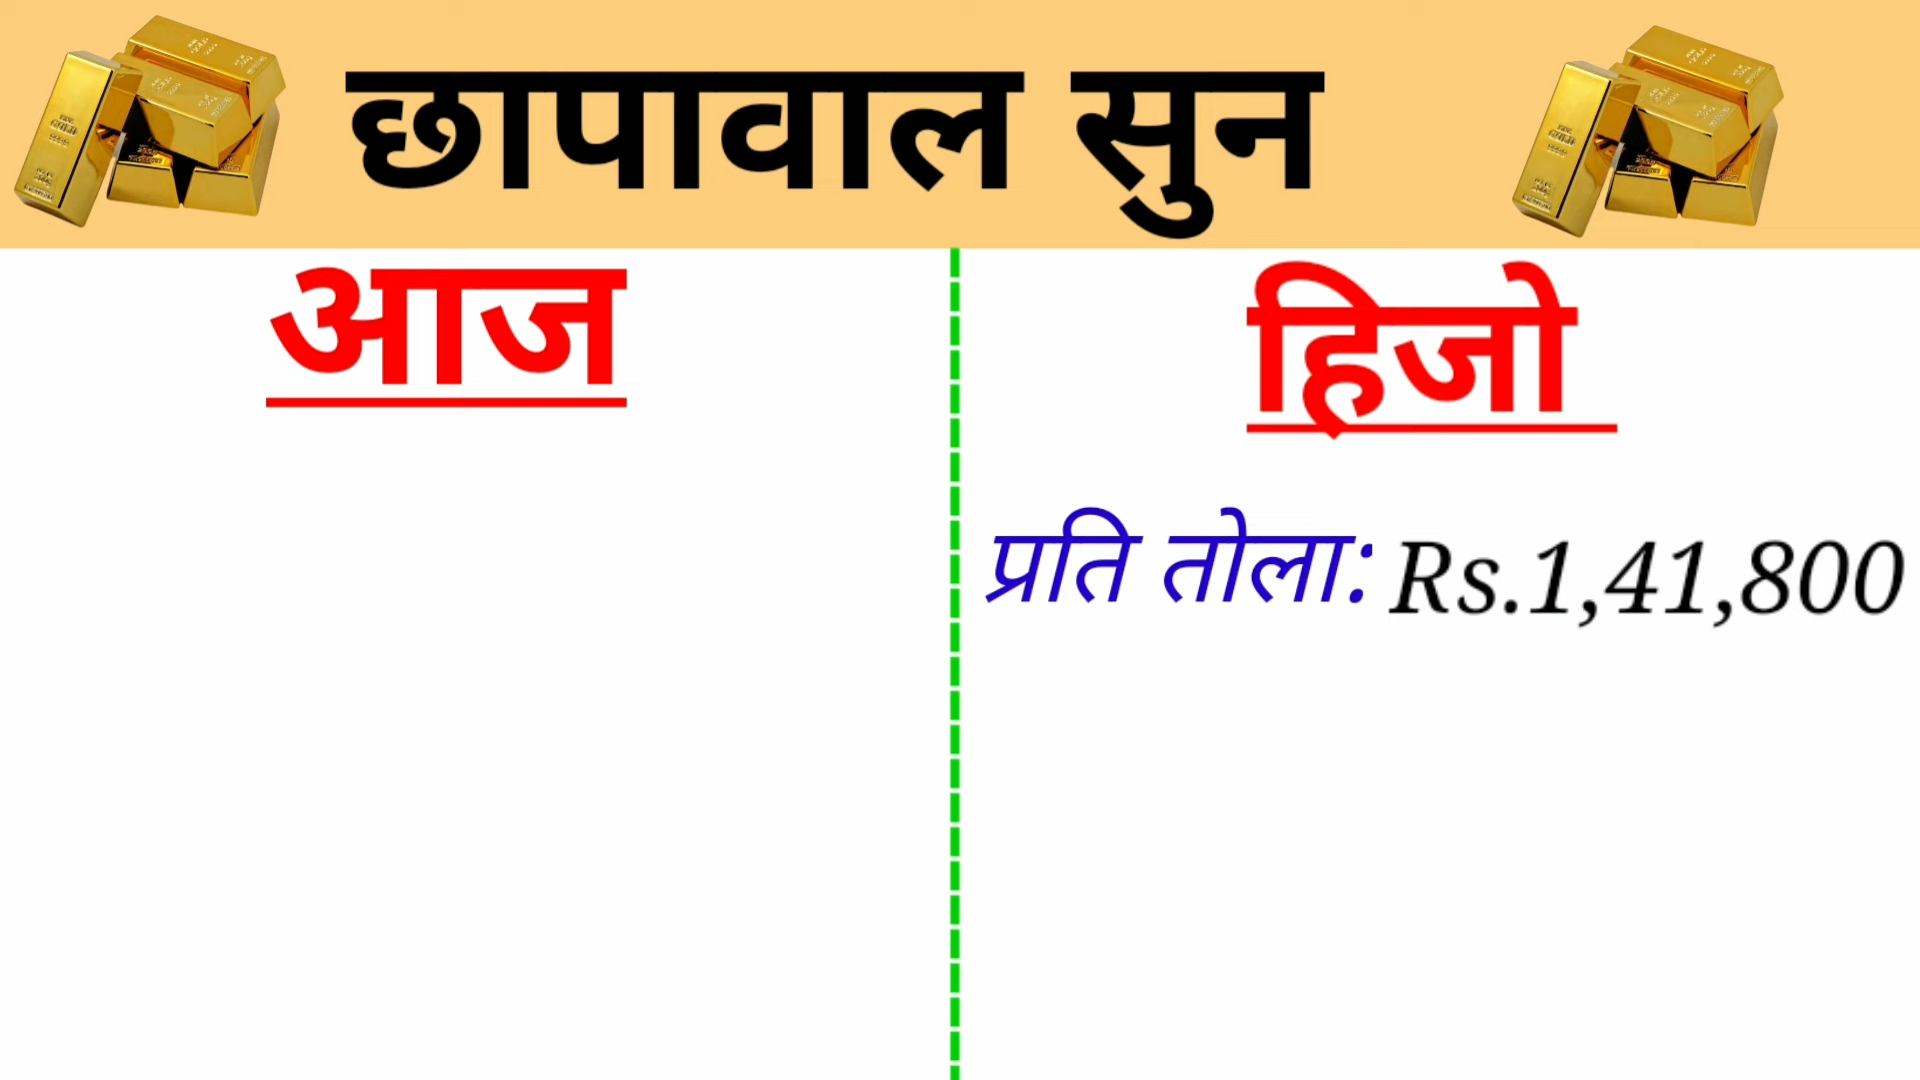 छापावाल सुन
आज
हिजो
प्रति तोला: Rs.1,41,800